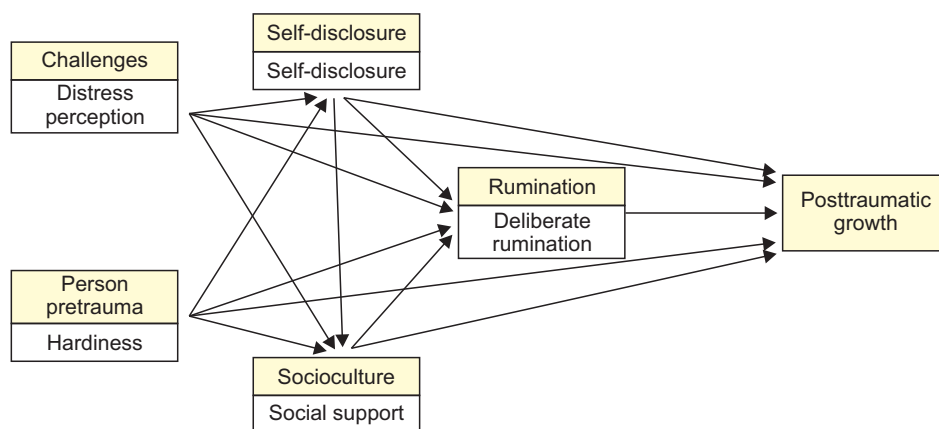 Challenges
Distress
perception
Self-disclosure
Self-disclosure
Rumination
Deliberate
rumination
Posttraumatic
growth
Person
pretrauma
Hardiness
Socioculture
Social support